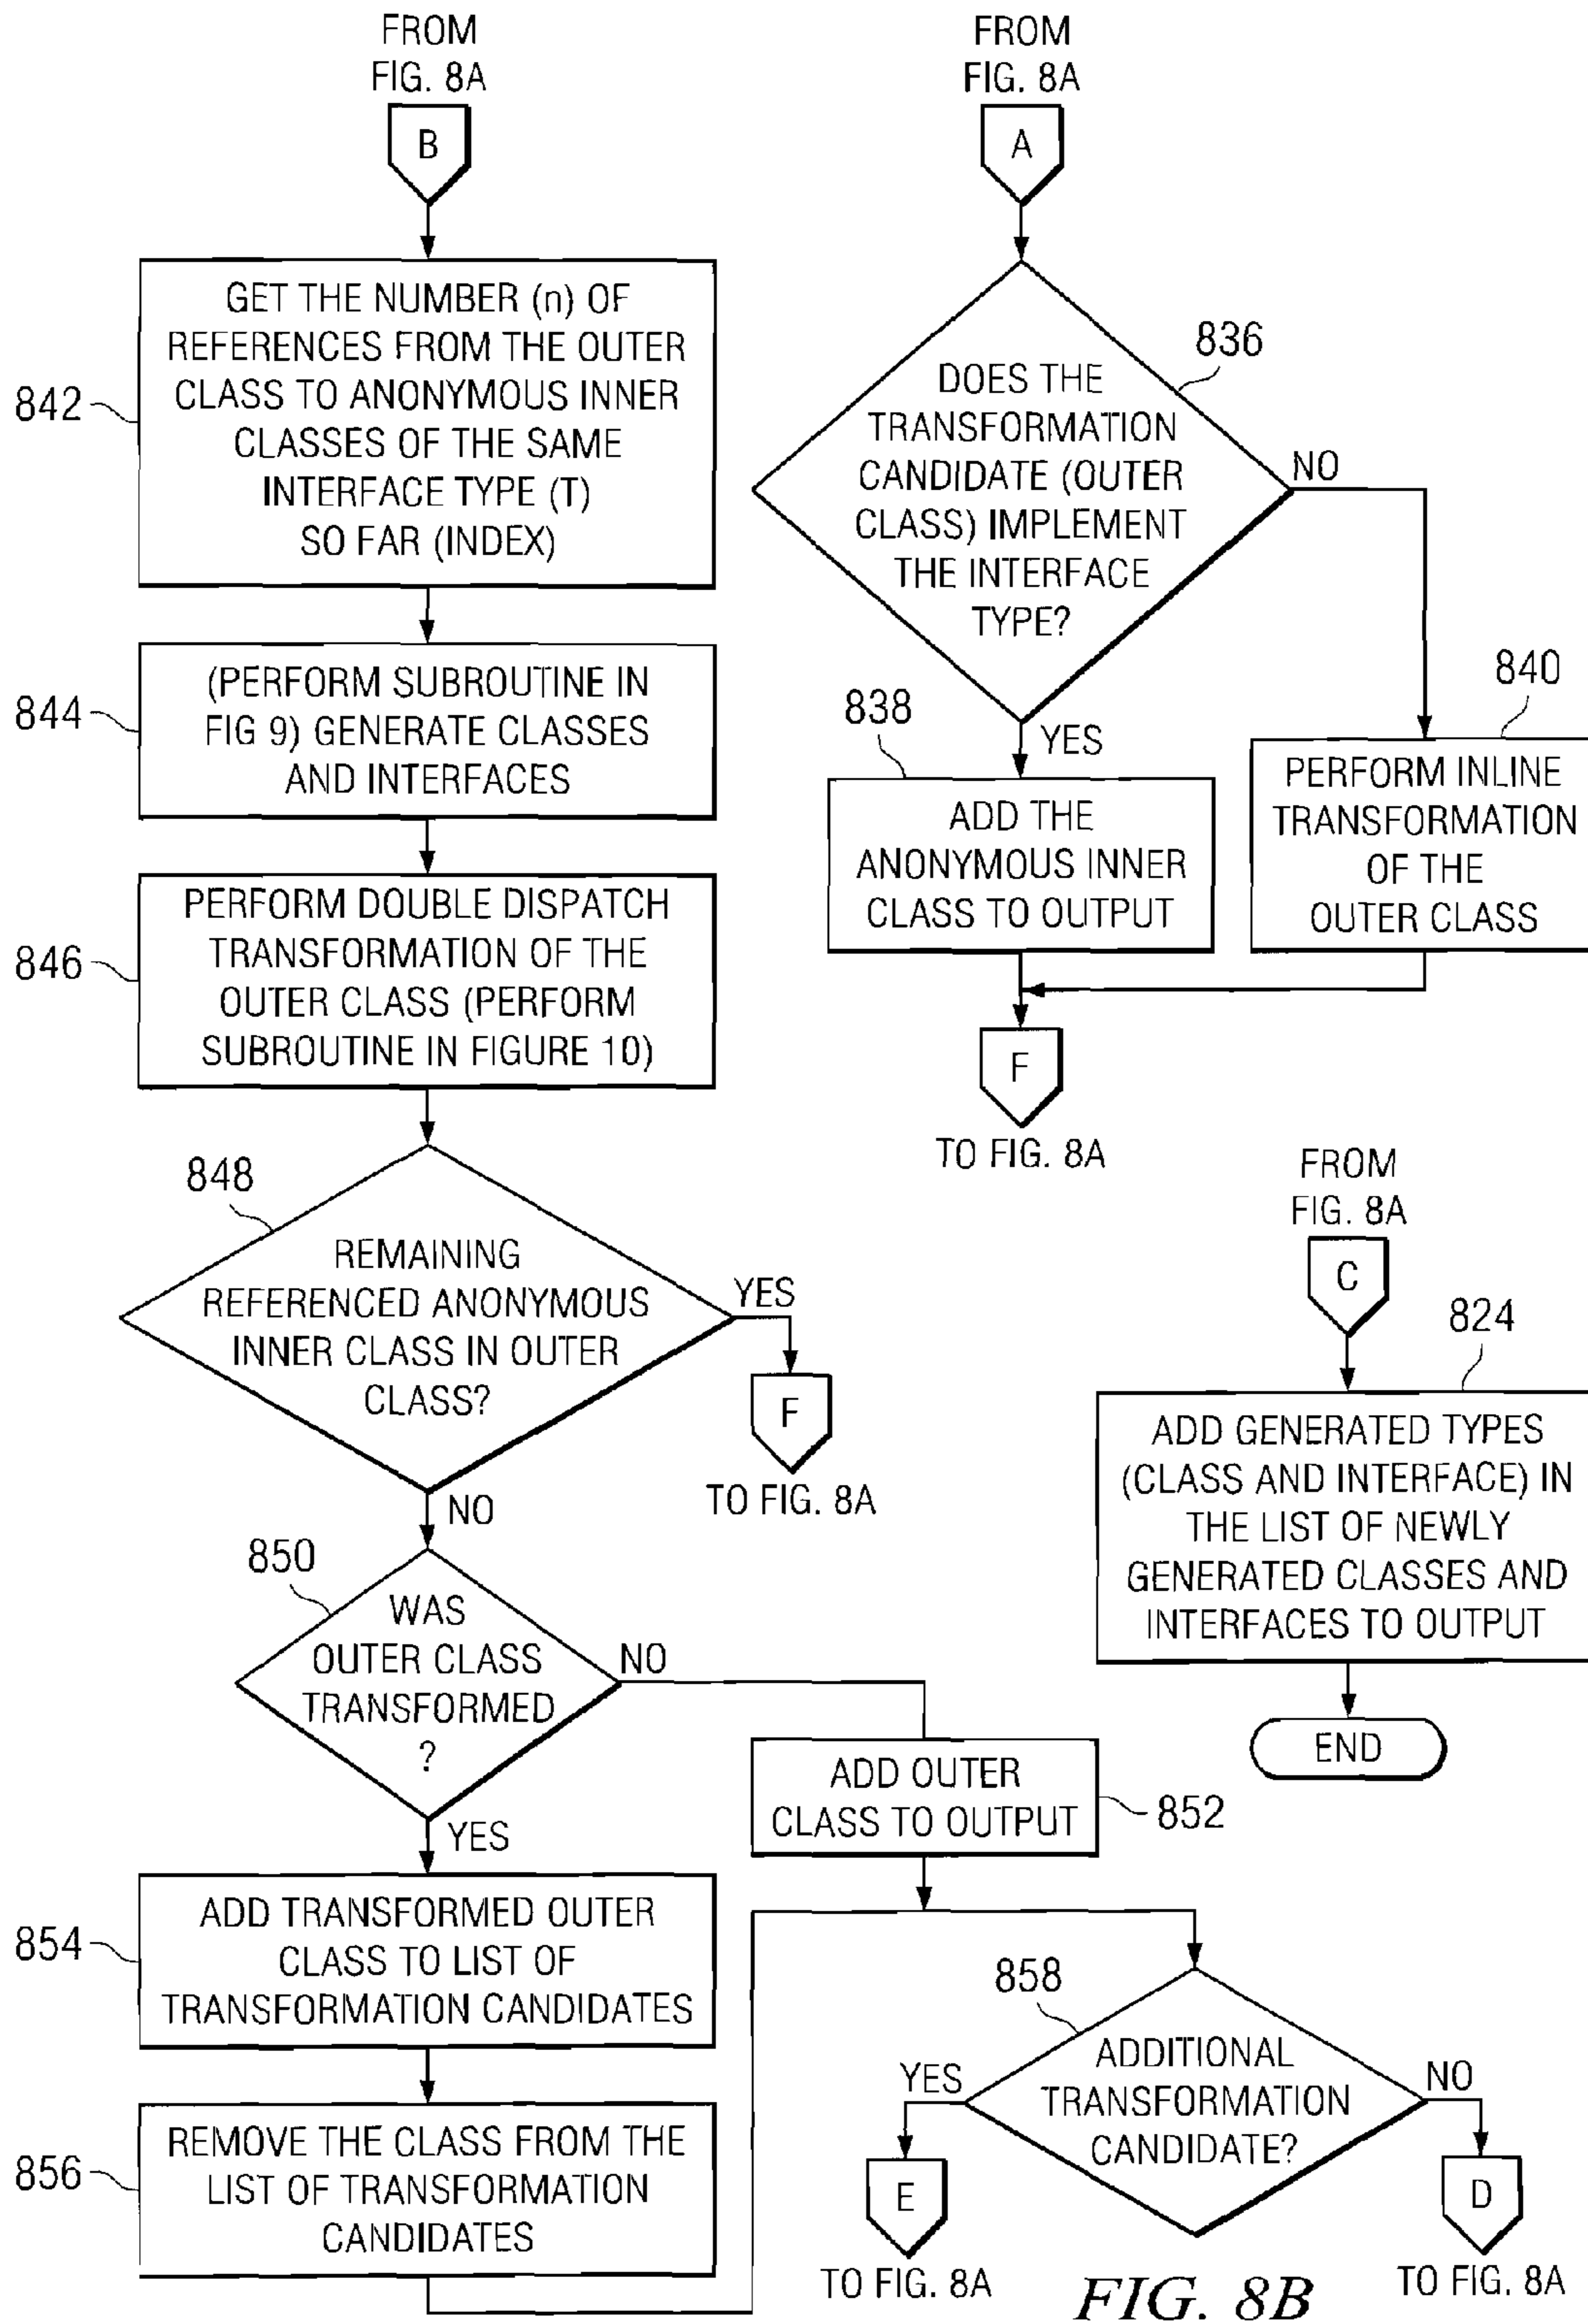 FROM
FIG. 8A
B
842
GET THE NUMBER (n) OF
REFERENCES FROM THE OUTER
CLASS TO ANONYMOUS INNER
CLASSES OF THE SAME
INTERFACE TYPE (T)
SO FAR (INDEX)
844
(PERFORM SUBROUTINE IN
FIG 9) GENERATE CLASSES
AND INTERFACES
846
PERFORM DOUBLE DISPATCH
TRANSFORMATION OF THE
OUTER CLASS (PERFORM
SUBROUTINE IN FIGURE 10)
848
REMAINING
REFERENCED ANONYMOUS
INNER CLASS IN OUTER
CLASS?
YES
F
TO FIG. 8A
NO
850
WAS
OUTER CLASS
TRANSFORMED
?
NO
ADD OUTER
CLASS TO OUTPUT
852
YES
854
ADD TRANSFORMED OUTER
CLASS TO LIST OF
TRANSFORMATION CANDIDATES
856
REMOVE THE CLASS FROM THE
LIST OF TRANSFORMATION
CANDIDATES
FROM
FIG. 8A
A
836
DOES THE
TRANSFORMATION
CANDIDATE (OUTER
CLASS) IMPLEMENT
THE INTERFACE
TYPE?
NO
840
PERFORM INLINE
TRANSFORMATION
OF THE
OUTER CLASS
YES
838
ADD THE
ANONYMOUS INNER
CLASS TO OUTPUT
F
TO FIG. 8A
FROM
FIG. 8A
C
824
ADD GENERATED TYPES
(CLASS AND INTERFACE) IN
THE LIST OF NEWLY
GENERATED CLASSES AND
INTERFACES TO OUTPUT
END
858
ADDITIONAL
TRANSFORMATION
CANDIDATE?
YES
E
TO FIG. 8A
NO
D
TO FIG. 8A
FIG. 8B